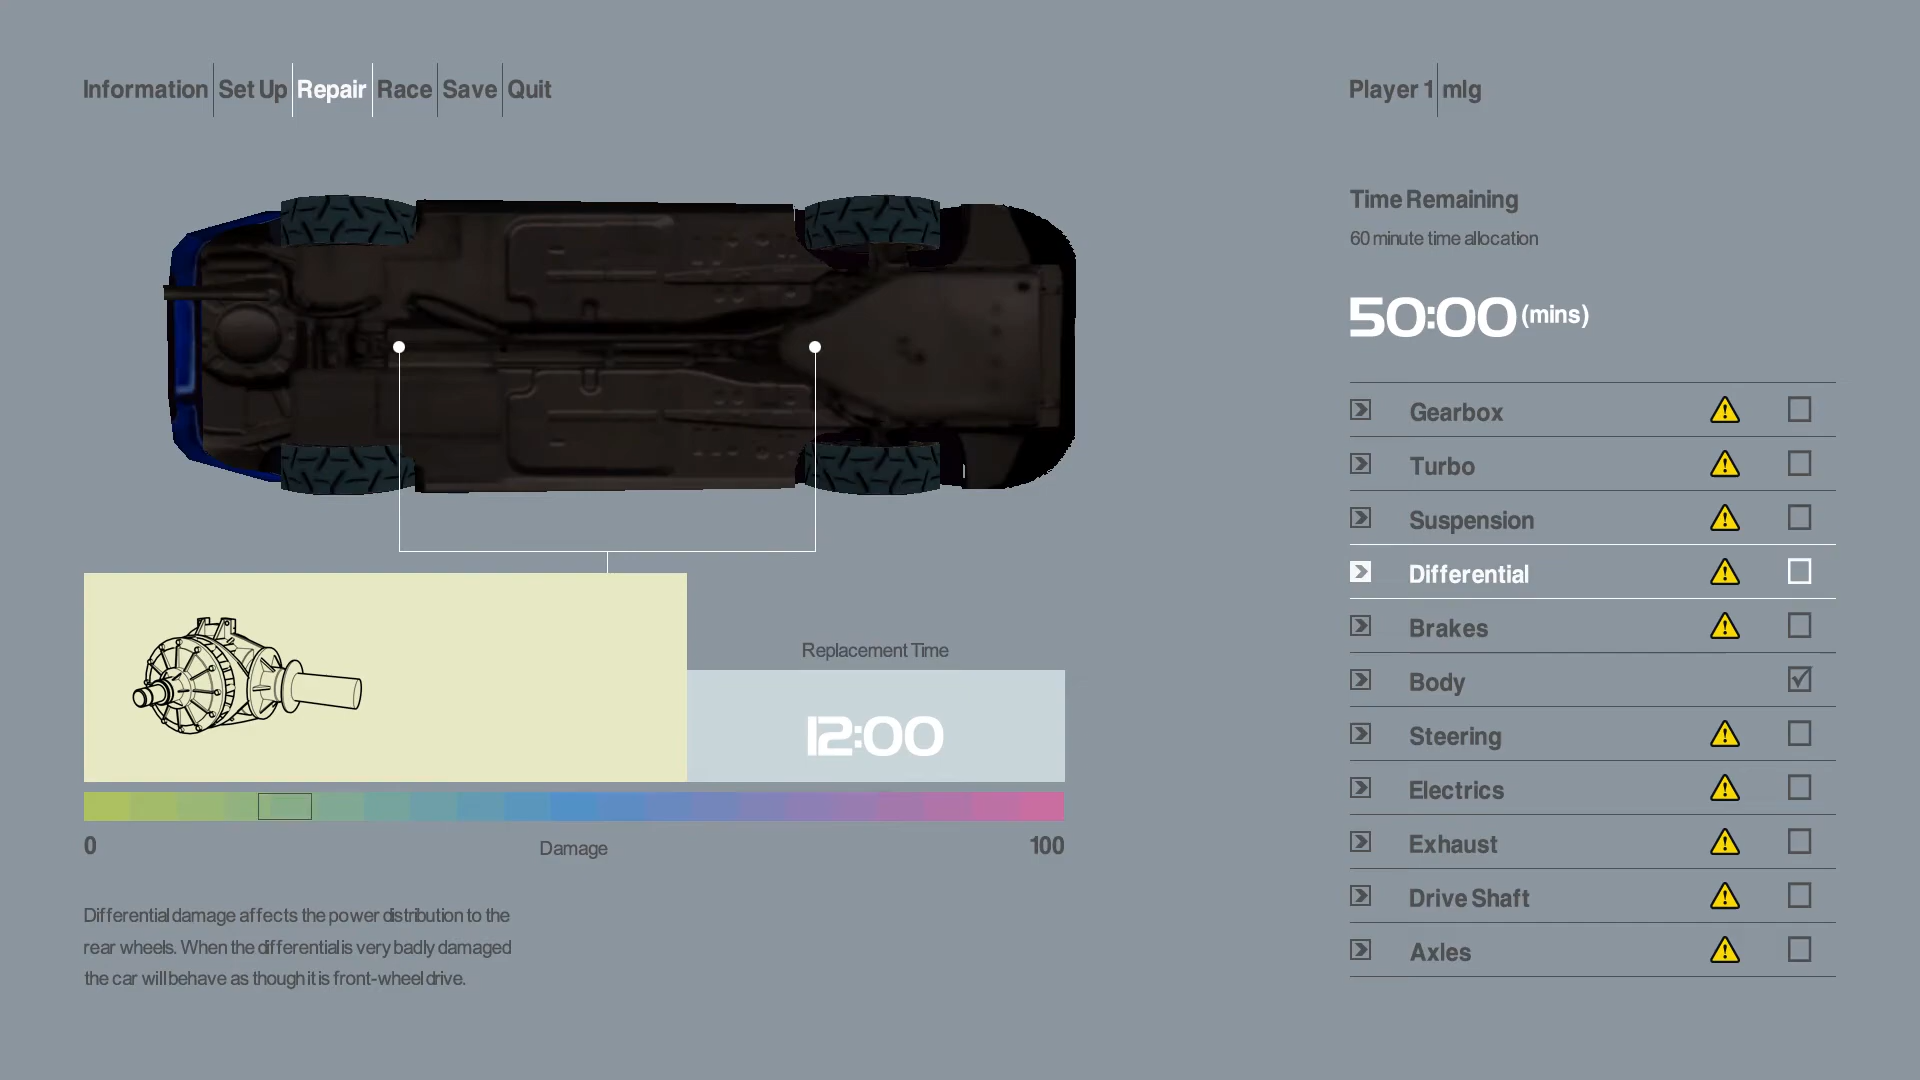 Information Set Up Repair Race Save Quit
Player 1 mlg
Time Remaining
60 minute time allocation
50:00 (mins)
Gearbox
Turbo
Suspension
Differential
Brakes
Body
Steering
Electrics
Exhaust
Drive Shaft
Axles
Replacement Time
12:00
0 Damage 100
Differential damage affects the power distribution to the
rear wheels. When the differential is very badly damaged
the car will behave as though it is front-wheel drive.